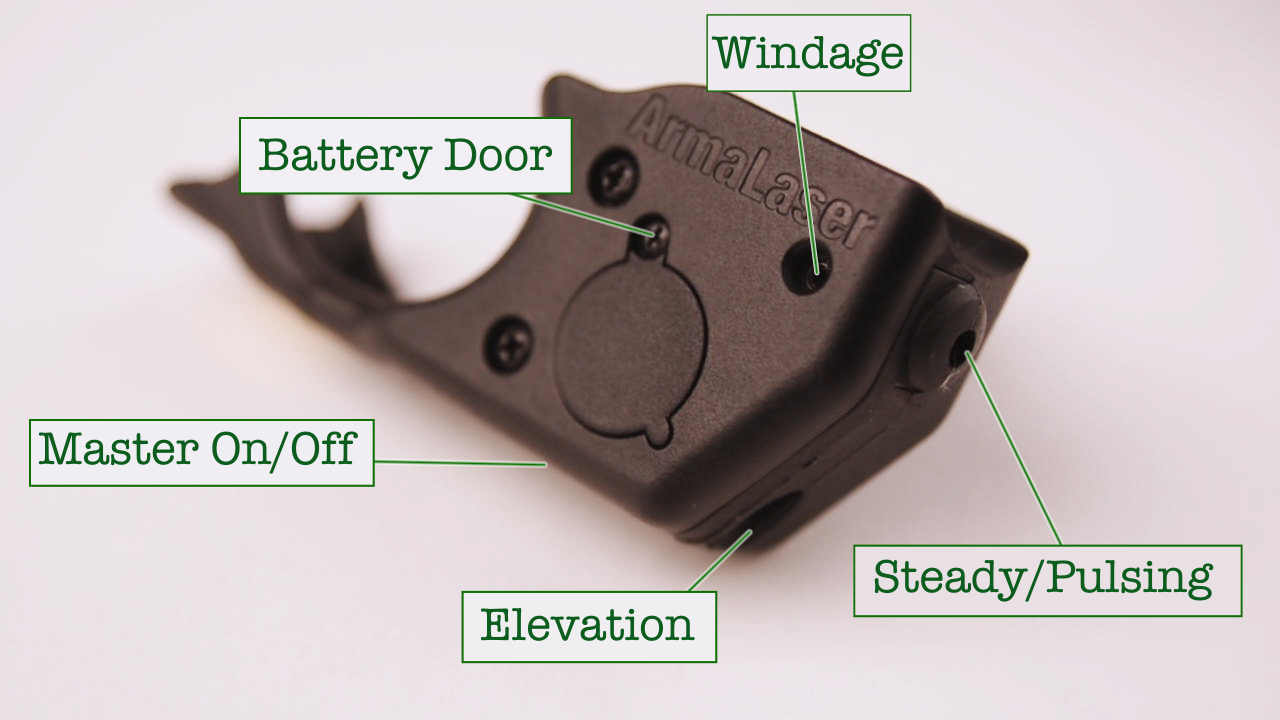 Windage
Battery Door
ArmaLaser
Master On/Off
Steady/Pulsing
Elevation